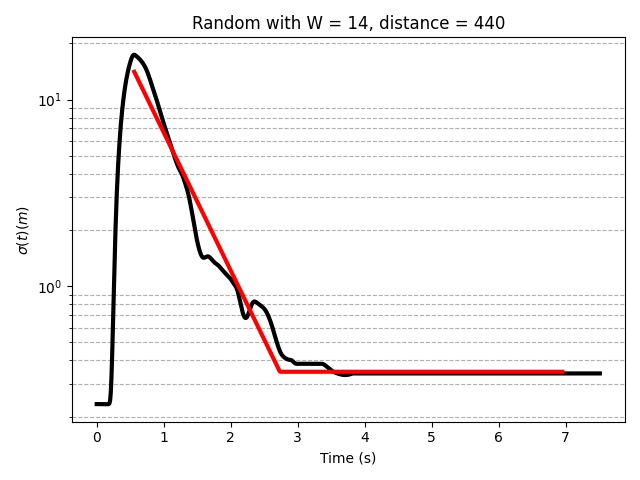 Random with W = 14, distance = 440
σ(t)(m)
10¹
10⁰
0 1 2 3 4 5 6 7
Time (s)